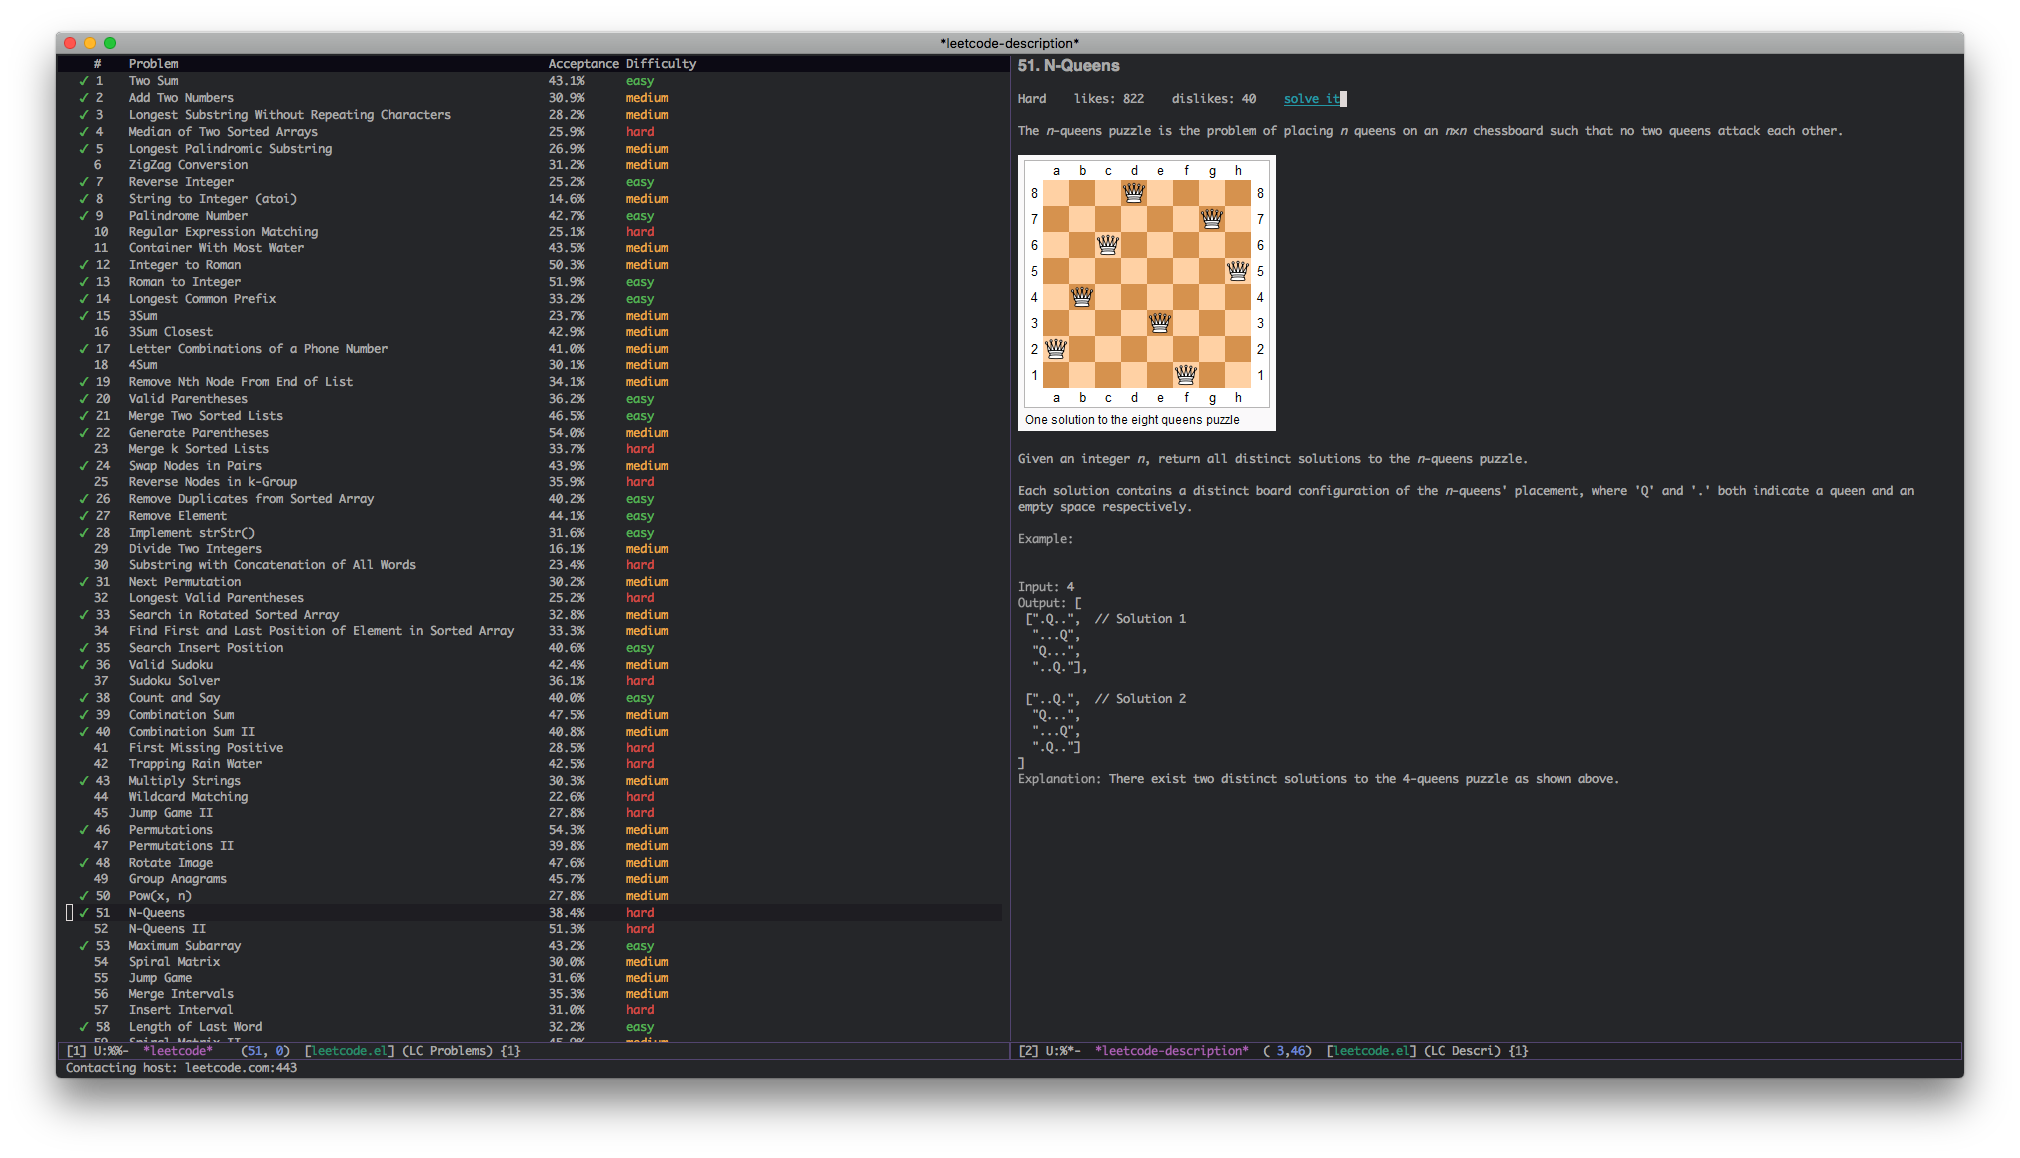 *leetcode-description*
# Problem Acceptance Difficulty
✓ 1 Two Sum 43.1% easy
✓ 2 Add Two Numbers 30.9% medium
✓ 3 Longest Substring Without Repeating Characters 28.2% medium
✓ 4 Median of Two Sorted Arrays 25.9% hard
✓ 5 Longest Palindromic Substring 26.9% medium
6 ZigZag Conversion 31.2% medium
✓ 7 Reverse Integer 25.2% easy
✓ 8 String to Integer (atoi) 14.6% medium
✓ 9 Palindrome Number 42.7% easy
10 Regular Expression Matching 25.1% hard
11 Container With Most Water 43.5% medium
✓ 12 Integer to Roman 50.3% medium
✓ 13 Roman to Integer 51.9% easy
✓ 14 Longest Common Prefix 33.2% easy
✓ 15 3Sum 23.7% medium
16 3Sum Closest 42.9% medium
✓ 17 Letter Combinations of a Phone Number 41.0% medium
18 4Sum 30.1% medium
✓ 19 Remove Nth Node From End of List 34.1% medium
✓ 20 Valid Parentheses 36.2% easy
✓ 21 Merge Two Sorted Lists 46.5% easy
✓ 22 Generate Parentheses 54.0% medium
23 Merge k Sorted Lists 33.7% hard
✓ 24 Swap Nodes in Pairs 43.9% medium
25 Reverse Nodes in k-Group 35.9% hard
✓ 26 Remove Duplicates from Sorted Array 40.2% easy
✓ 27 Remove Element 44.1% easy
✓ 28 Implement strStr() 31.6% easy
29 Divide Two Integers 16.1% medium
30 Substring with Concatenation of All Words 23.4% hard
✓ 31 Next Permutation 30.2% medium
32 Longest Valid Parentheses 25.2% hard
✓ 33 Search in Rotated Sorted Array 32.8% medium
34 Find First and Last Position of Element in Sorted Array 33.3% medium
✓ 35 Search Insert Position 40.6% easy
✓ 36 Valid Sudoku 42.4% medium
37 Sudoku Solver 36.1% hard
✓ 38 Count and Say 40.0% easy
✓ 39 Combination Sum 47.5% medium
✓ 40 Combination Sum II 40.8% medium
41 First Missing Positive 28.5% hard
42 Trapping Rain Water 42.5% hard
✓ 43 Multiply Strings 30.3% medium
44 Wildcard Matching 22.6% hard
45 Jump Game II 27.8% hard
✓ 46 Permutations 54.3% medium
47 Permutations II 39.8% medium
✓ 48 Rotate Image 47.6% medium
49 Group Anagrams 45.7% medium
✓ 50 Pow(x, n) 27.8% medium
✓ 51 N-Queens 38.4% hard
52 N-Queens II 51.3% hard
✓ 53 Maximum Subarray 43.2% easy
54 Spiral Matrix 30.0% medium
55 Jump Game 31.6% medium
56 Merge Intervals 35.3% medium
57 Insert Interval 31.0% hard
✓ 58 Length of Last Word 32.2% easy
[1] U:%%- *leetcode* (51, 0) [leetcode.el] (LC Problems) {1}
Contacting host: leetcode.com:443
51. N-Queens
Hard likes: 822 dislikes: 40 solve it
The n-queens puzzle is the problem of placing n queens on an n×n chessboard such that no two queens attack each other.
a b c d e f g h
8 8
7 7
6 6
5 5
4 4
3 3
2 2
1 1
a b c d e f g h
One solution to the eight queens puzzle
Given an integer n, return all distinct solutions to the n-queens puzzle.
Each solution contains a distinct board configuration of the n-queens' placement, where 'Q' and '.' both indicate a queen and an
empty space respectively.
Example:
Input: 4
Output: [
[".Q..", // Solution 1
"...Q",
"Q...",
"..Q."],
["..Q.", // Solution 2
"Q...",
"...Q",
".Q.."]
]
Explanation: There exist two distinct solutions to the 4-queens puzzle as shown above.
[2] U:%*- *leetcode-description* ( 3,46) [leetcode.el] (LC Descri) {1}